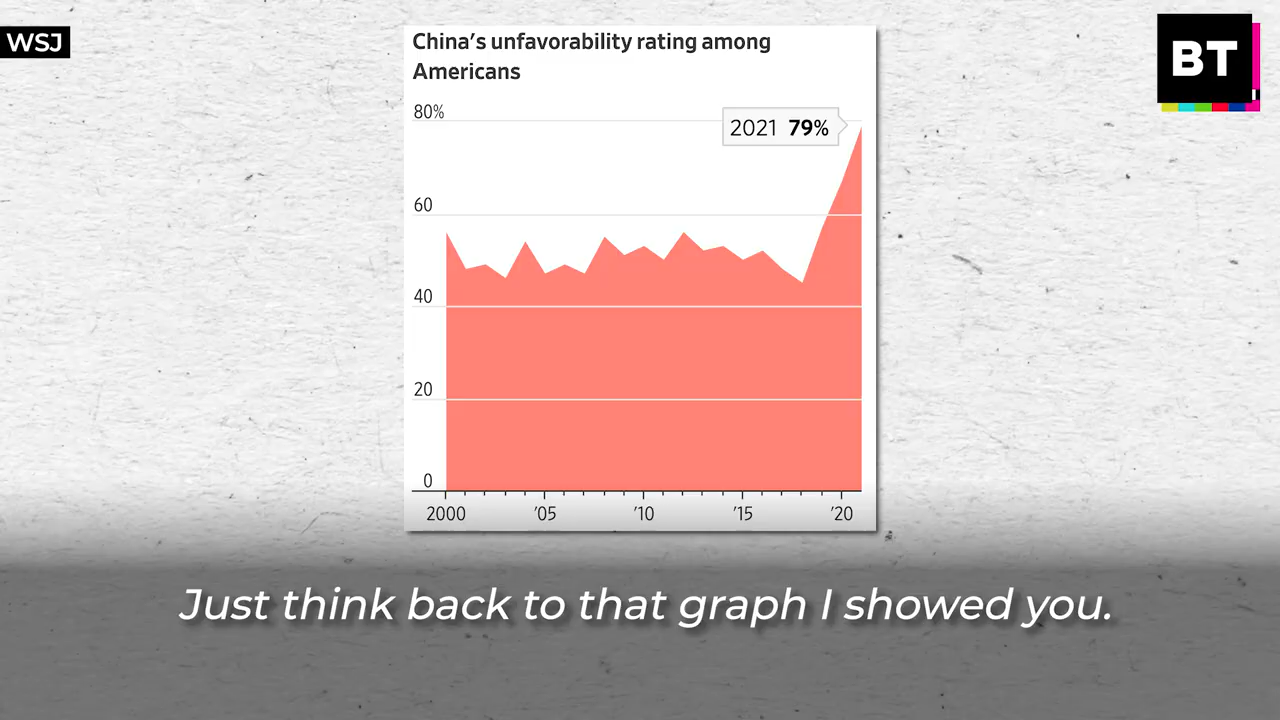 WSJ
BT
China's unfavorability rating among
Americans
80%
2021 79%
60
40
20
0
2000 '05 '10 '15 '20
Just think back to that graph I showed you.